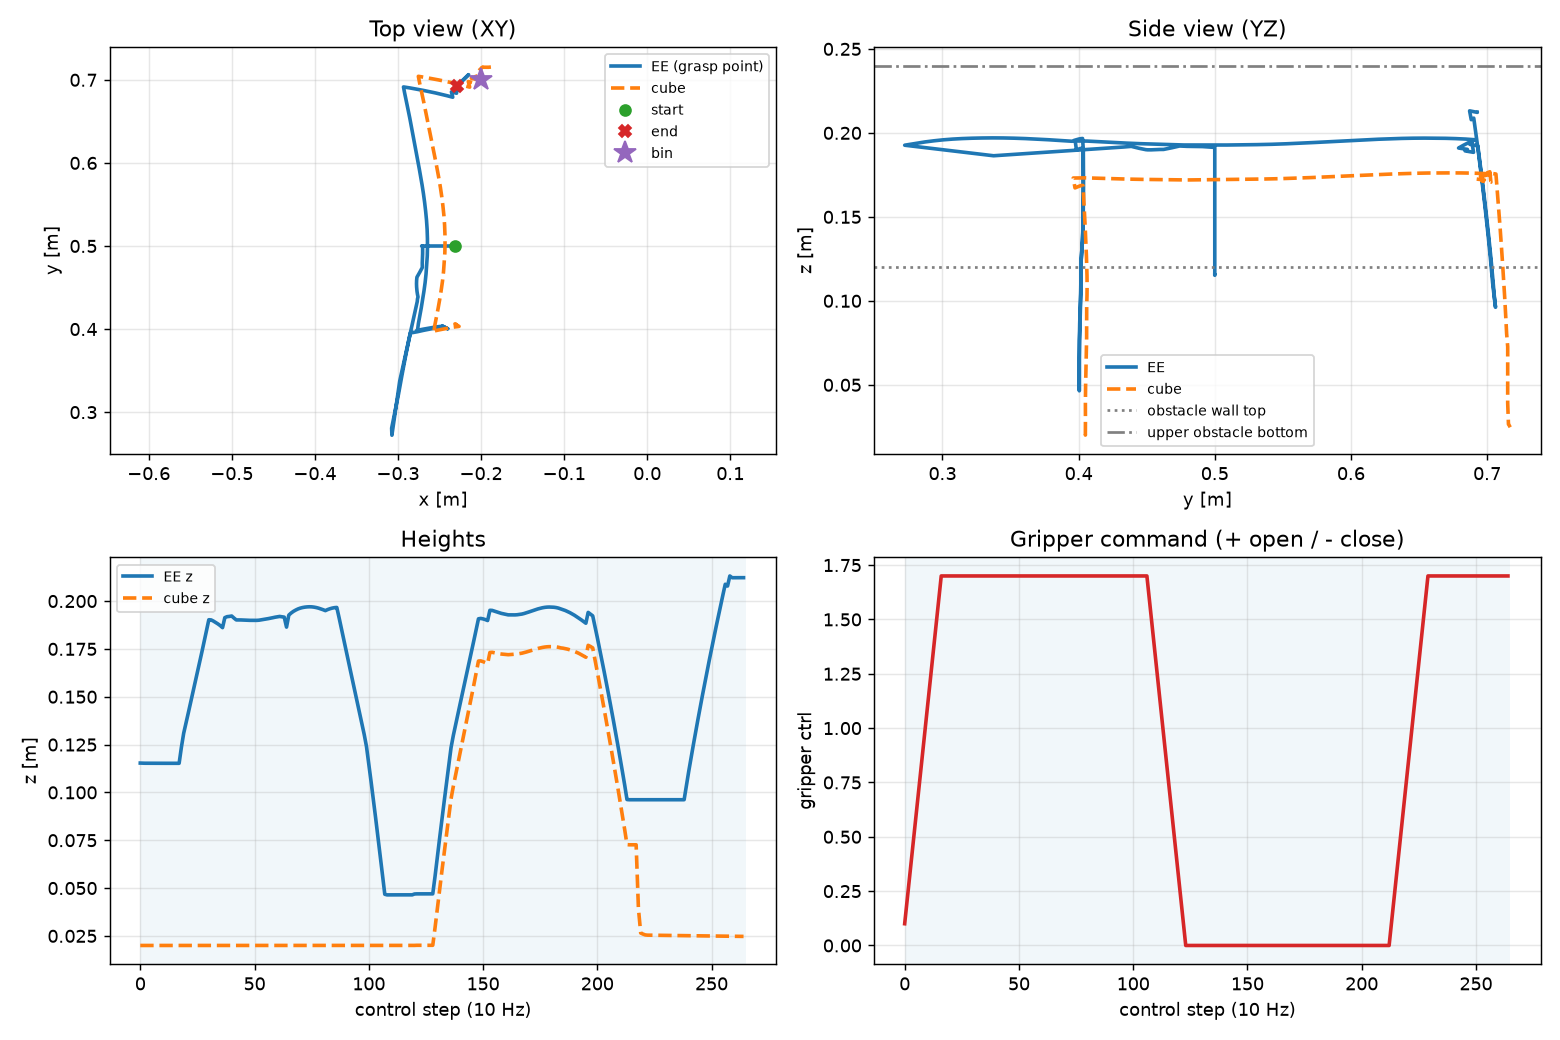 Top view (XY)
EE (grasp point)
cube
start
end
bin
y [m]
0.7
0.6
0.5
0.4
0.3
−0.6
−0.5
−0.4
−0.3
−0.2
−0.1
0.0
0.1
x [m]
Side view (YZ)
z [m]
0.25
0.20
0.15
0.10
0.05
EE
cube
obstacle wall top
upper obstacle bottom
0.3
0.4
0.5
0.6
0.7
y [m]
Heights
EE z
cube z
z [m]
0.200
0.175
0.150
0.125
0.100
0.075
0.050
0.025
0
50
100
150
200
250
control step (10 Hz)
Gripper command (+ open / - close)
gripper ctrl
1.75
1.50
1.25
1.00
0.75
0.50
0.25
0.00
0
50
100
150
200
250
control step (10 Hz)